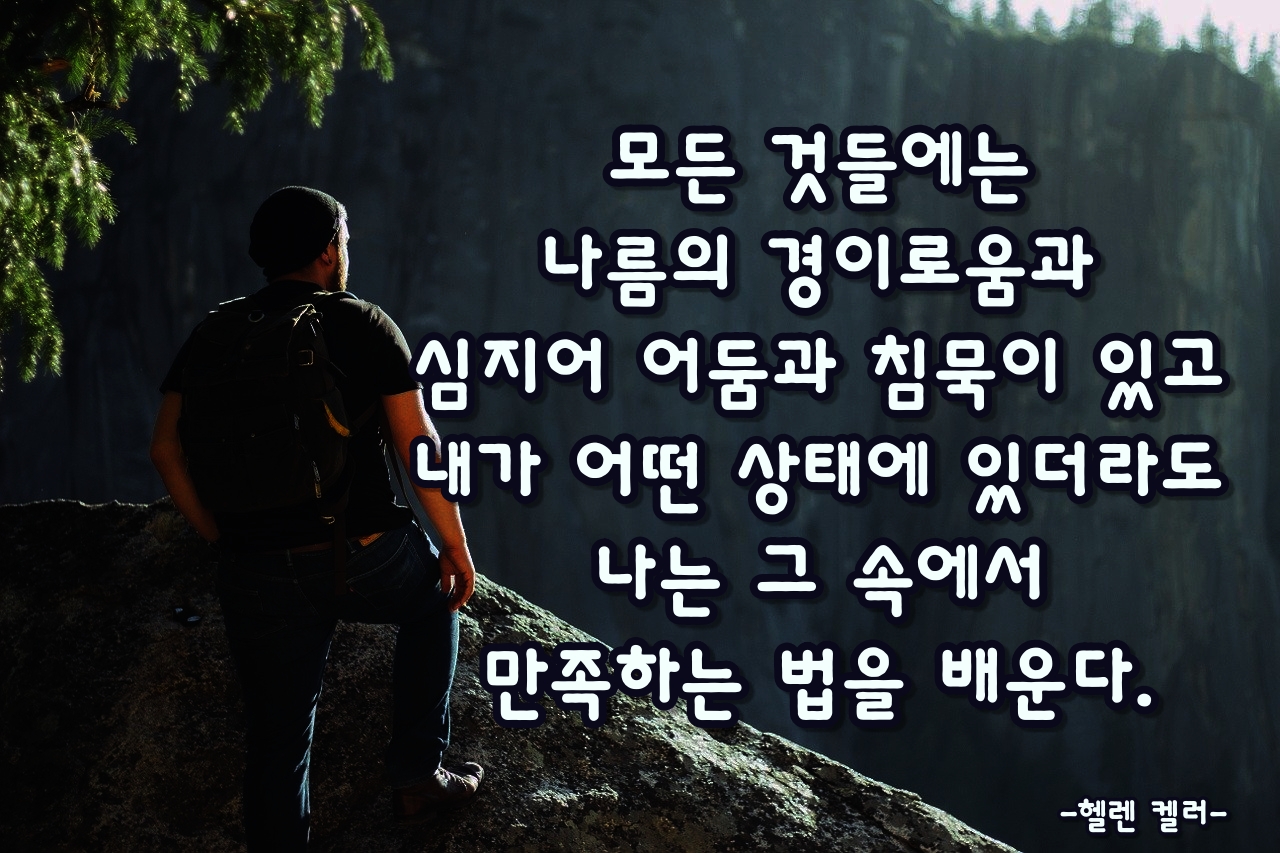 모든 것들에는
나름의 경이로움과
심지어 어둠과 침묵이 있고
내가 어떤 상태에 있더라도
나는 그 속에서
만족하는 법을 배운다.
-헬렌 켈러-